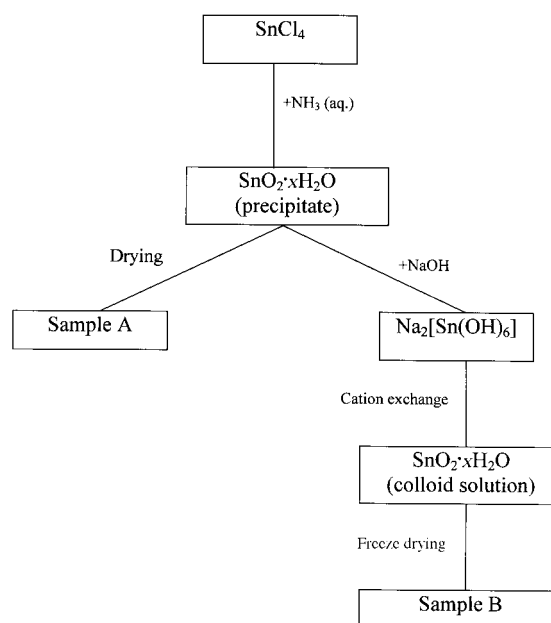 SnCl₄
+NH₃ (aq.)
SnO₂·xH₂O
(precipitate)
Drying
+NaOH
Sample A
Na₂[Sn(OH)₆]
Cation exchange
SnO₂·xH₂O
(colloid solution)
Freeze drying
Sample B